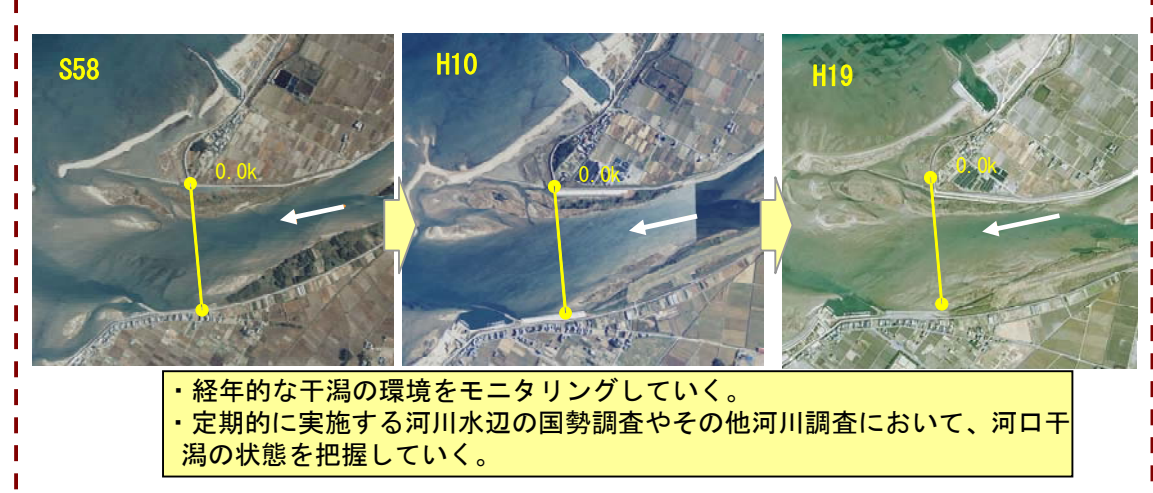 S58
H10
H19
0.0k
0.0k
0.0k
・経年的な干潟の環境をモニタリングしていく。
・定期的に実施する河川水辺の国勢調査やその他河川調査において、河口干
潟の状態を把握していく。